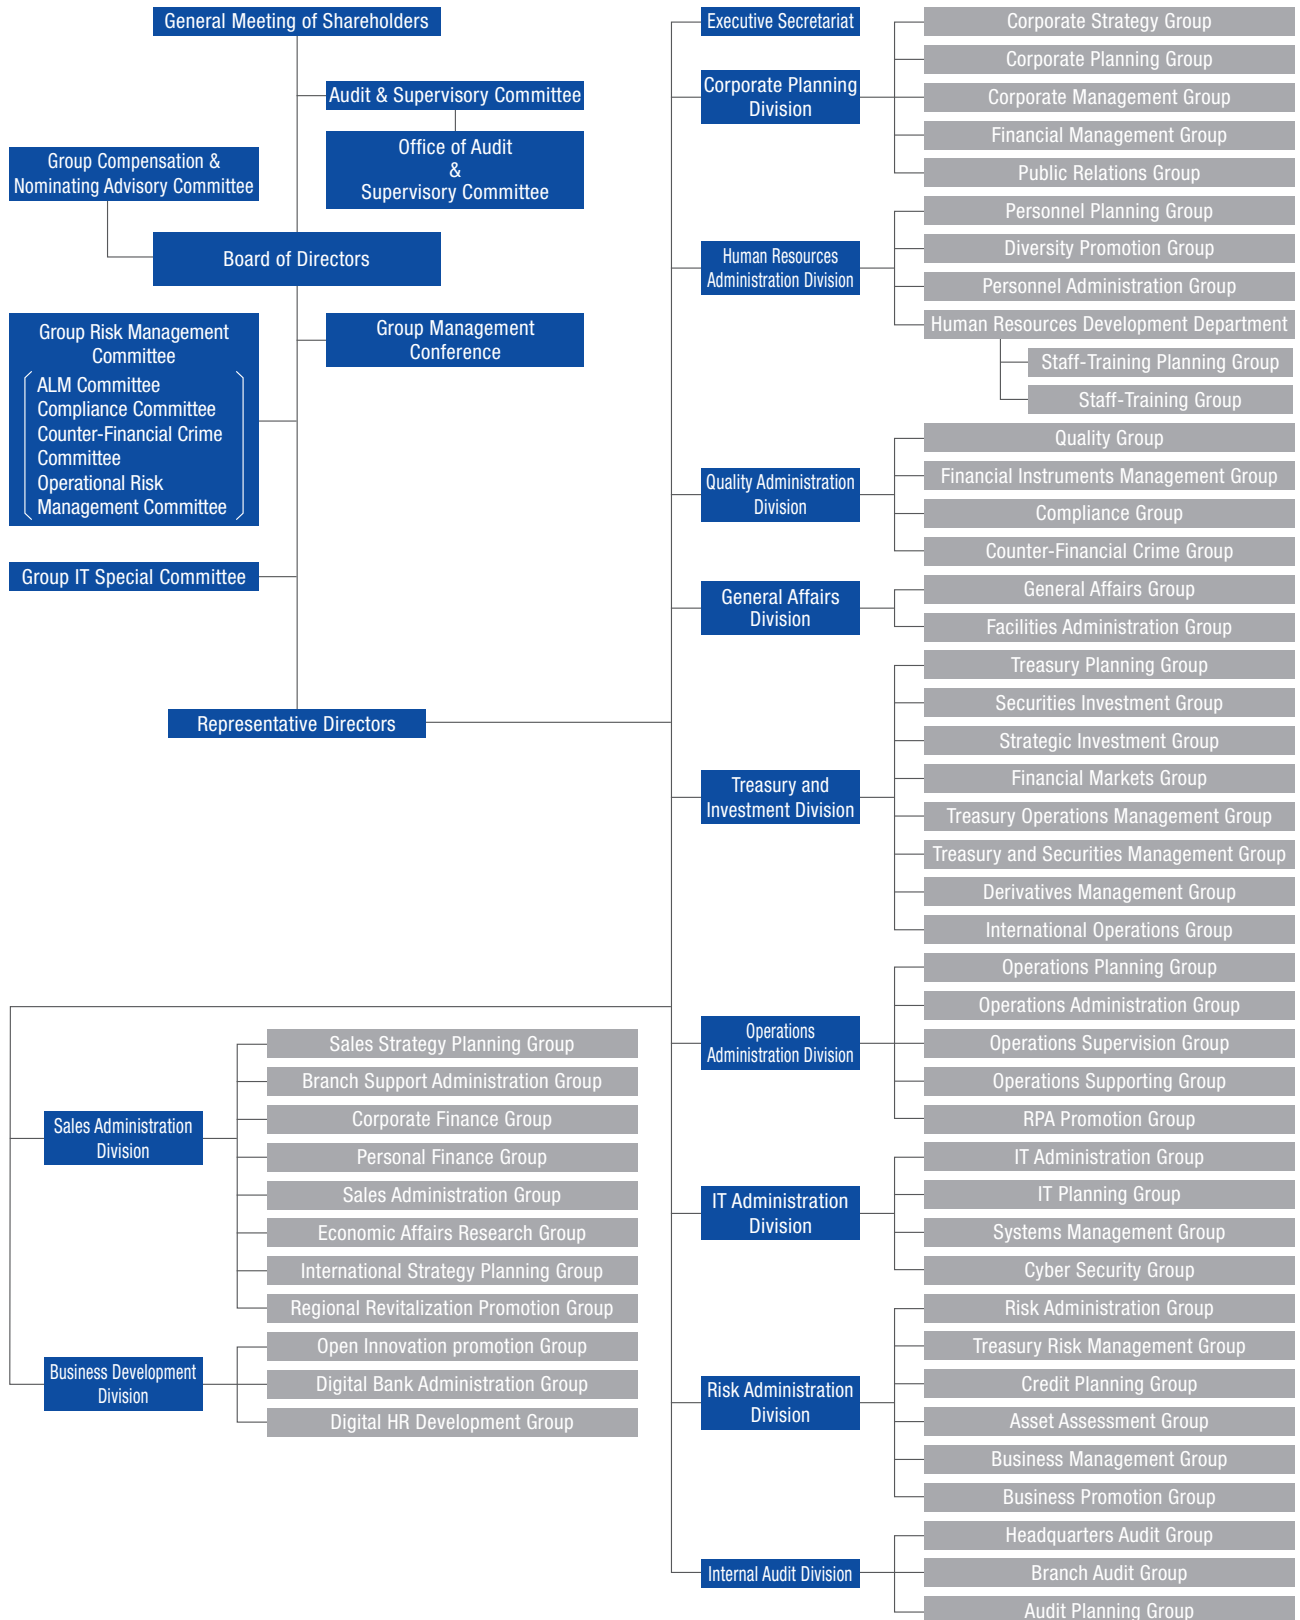 General Meeting of Shareholders
Audit & Supervisory Committee
Office of Audit
&
Supervisory Committee
Group Compensation &
Nominating Advisory Committee
Board of Directors
Group Management
Conference
Group Risk Management
Committee
ALM Committee
Compliance Committee
Counter-Financial Crime
Committee
Operational Risk
Management Committee
Group IT Special Committee
Representative Directors
Executive Secretariat
Corporate Planning
Division
Corporate Strategy Group
Corporate Planning Group
Corporate Management Group
Financial Management Group
Public Relations Group
Human Resources
Administration Division
Personnel Planning Group
Diversity Promotion Group
Personnel Administration Group
Human Resources Development Department
Staff-Training Planning Group
Staff-Training Group
Quality Administration
Division
Quality Group
Financial Instruments Management Group
Compliance Group
Counter-Financial Crime Group
General Affairs
Division
General Affairs Group
Facilities Administration Group
Treasury and
Investment Division
Treasury Planning Group
Securities Investment Group
Strategic Investment Group
Financial Markets Group
Treasury Operations Management Group
Treasury and Securities Management Group
Derivatives Management Group
International Operations Group
Operations
Administration Division
Operations Planning Group
Operations Administration Group
Operations Supervision Group
Operations Supporting Group
RPA Promotion Group
IT Administration
Division
IT Administration Group
IT Planning Group
Systems Management Group
Cyber Security Group
Risk Administration
Division
Risk Administration Group
Treasury Risk Management Group
Credit Planning Group
Asset Assessment Group
Business Management Group
Business Promotion Group
Internal Audit Division
Headquarters Audit Group
Branch Audit Group
Audit Planning Group
Sales Administration
Division
Sales Strategy Planning Group
Branch Support Administration Group
Corporate Finance Group
Personal Finance Group
Sales Administration Group
Economic Affairs Research Group
International Strategy Planning Group
Regional Revitalization Promotion Group
Business Development
Division
Open Innovation promotion Group
Digital Bank Administration Group
Digital HR Development Group